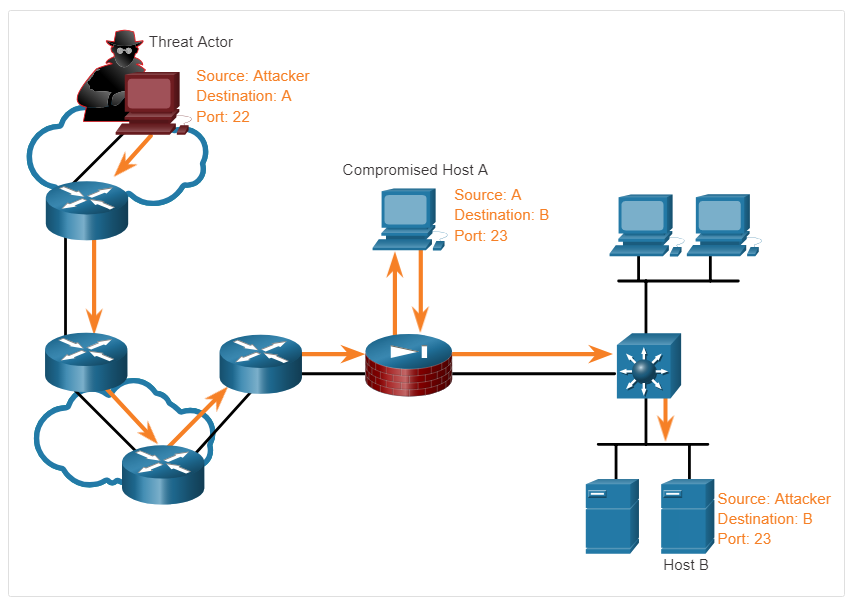 Threat Actor
Source: Attacker
Destination: A
Port: 22
Compromised Host A
Source: A
Destination: B
Port: 23
Source: Attacker
Destination: B
Port: 23
Host B